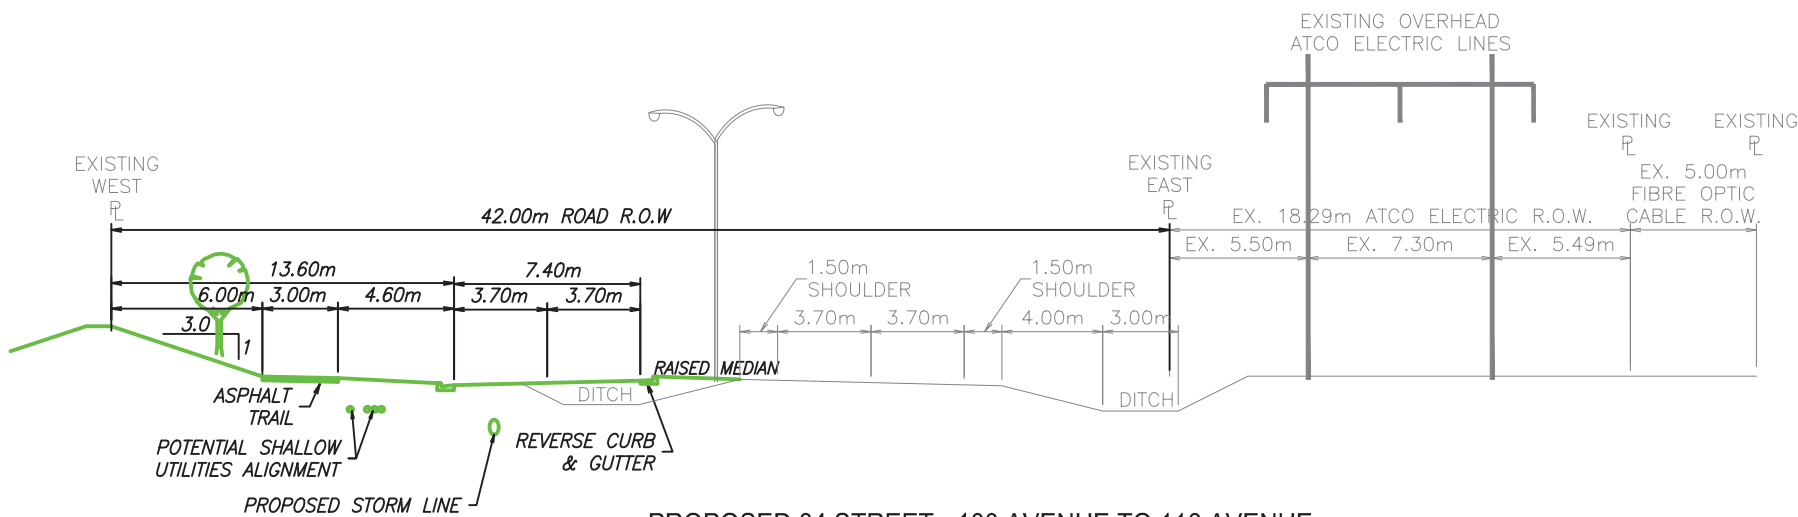 EXISTING OVERHEAD
ATCO ELECTRIC LINES
EXISTING
PL
EXISTING
PL
EXISTING
WEST
PL
EXISTING
EAST
PL
EX. 5.00m
FIBRE OPTIC
CABLE R.O.W.
42.00m ROAD R.O.W
EX. 18.29m ATCO ELECTRIC R.O.W.
EX. 5.50m
EX. 7.30m
EX. 5.49m
13.60m
7.40m
1.50m
SHOULDER
1.50m
SHOULDER
6.00m
3.00m
4.60m
3.70m
3.70m
3.70m
3.70m
4.00m
3.00m
3.0
1
RAISED MEDIAN
ASPHALT
TRAIL
DITCH
DITCH
POTENTIAL SHALLOW
UTILITIES ALIGNMENT
REVERSE CURB
& GUTTER
PROPOSED STORM LINE